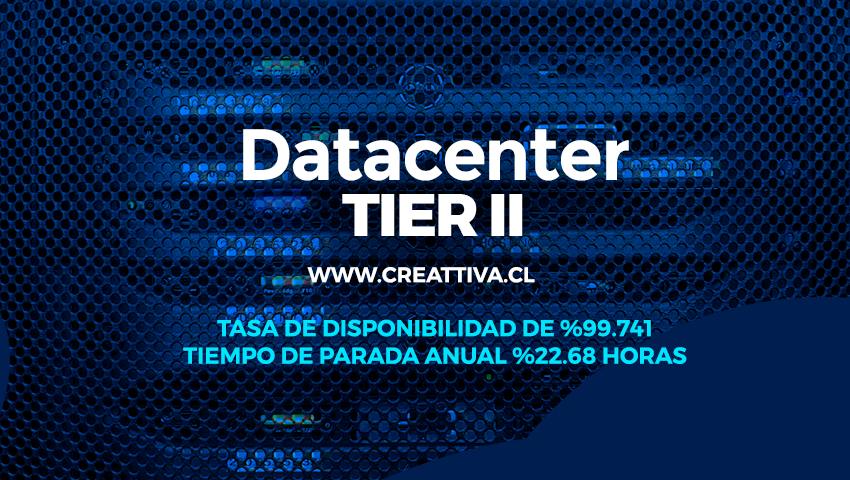 Datacenter
TIER II
WWW.CREATTIVA.CL
TASA DE DISPONIBILIDAD DE %99.741
TIEMPO DE PARADA ANUAL %22.68 HORAS